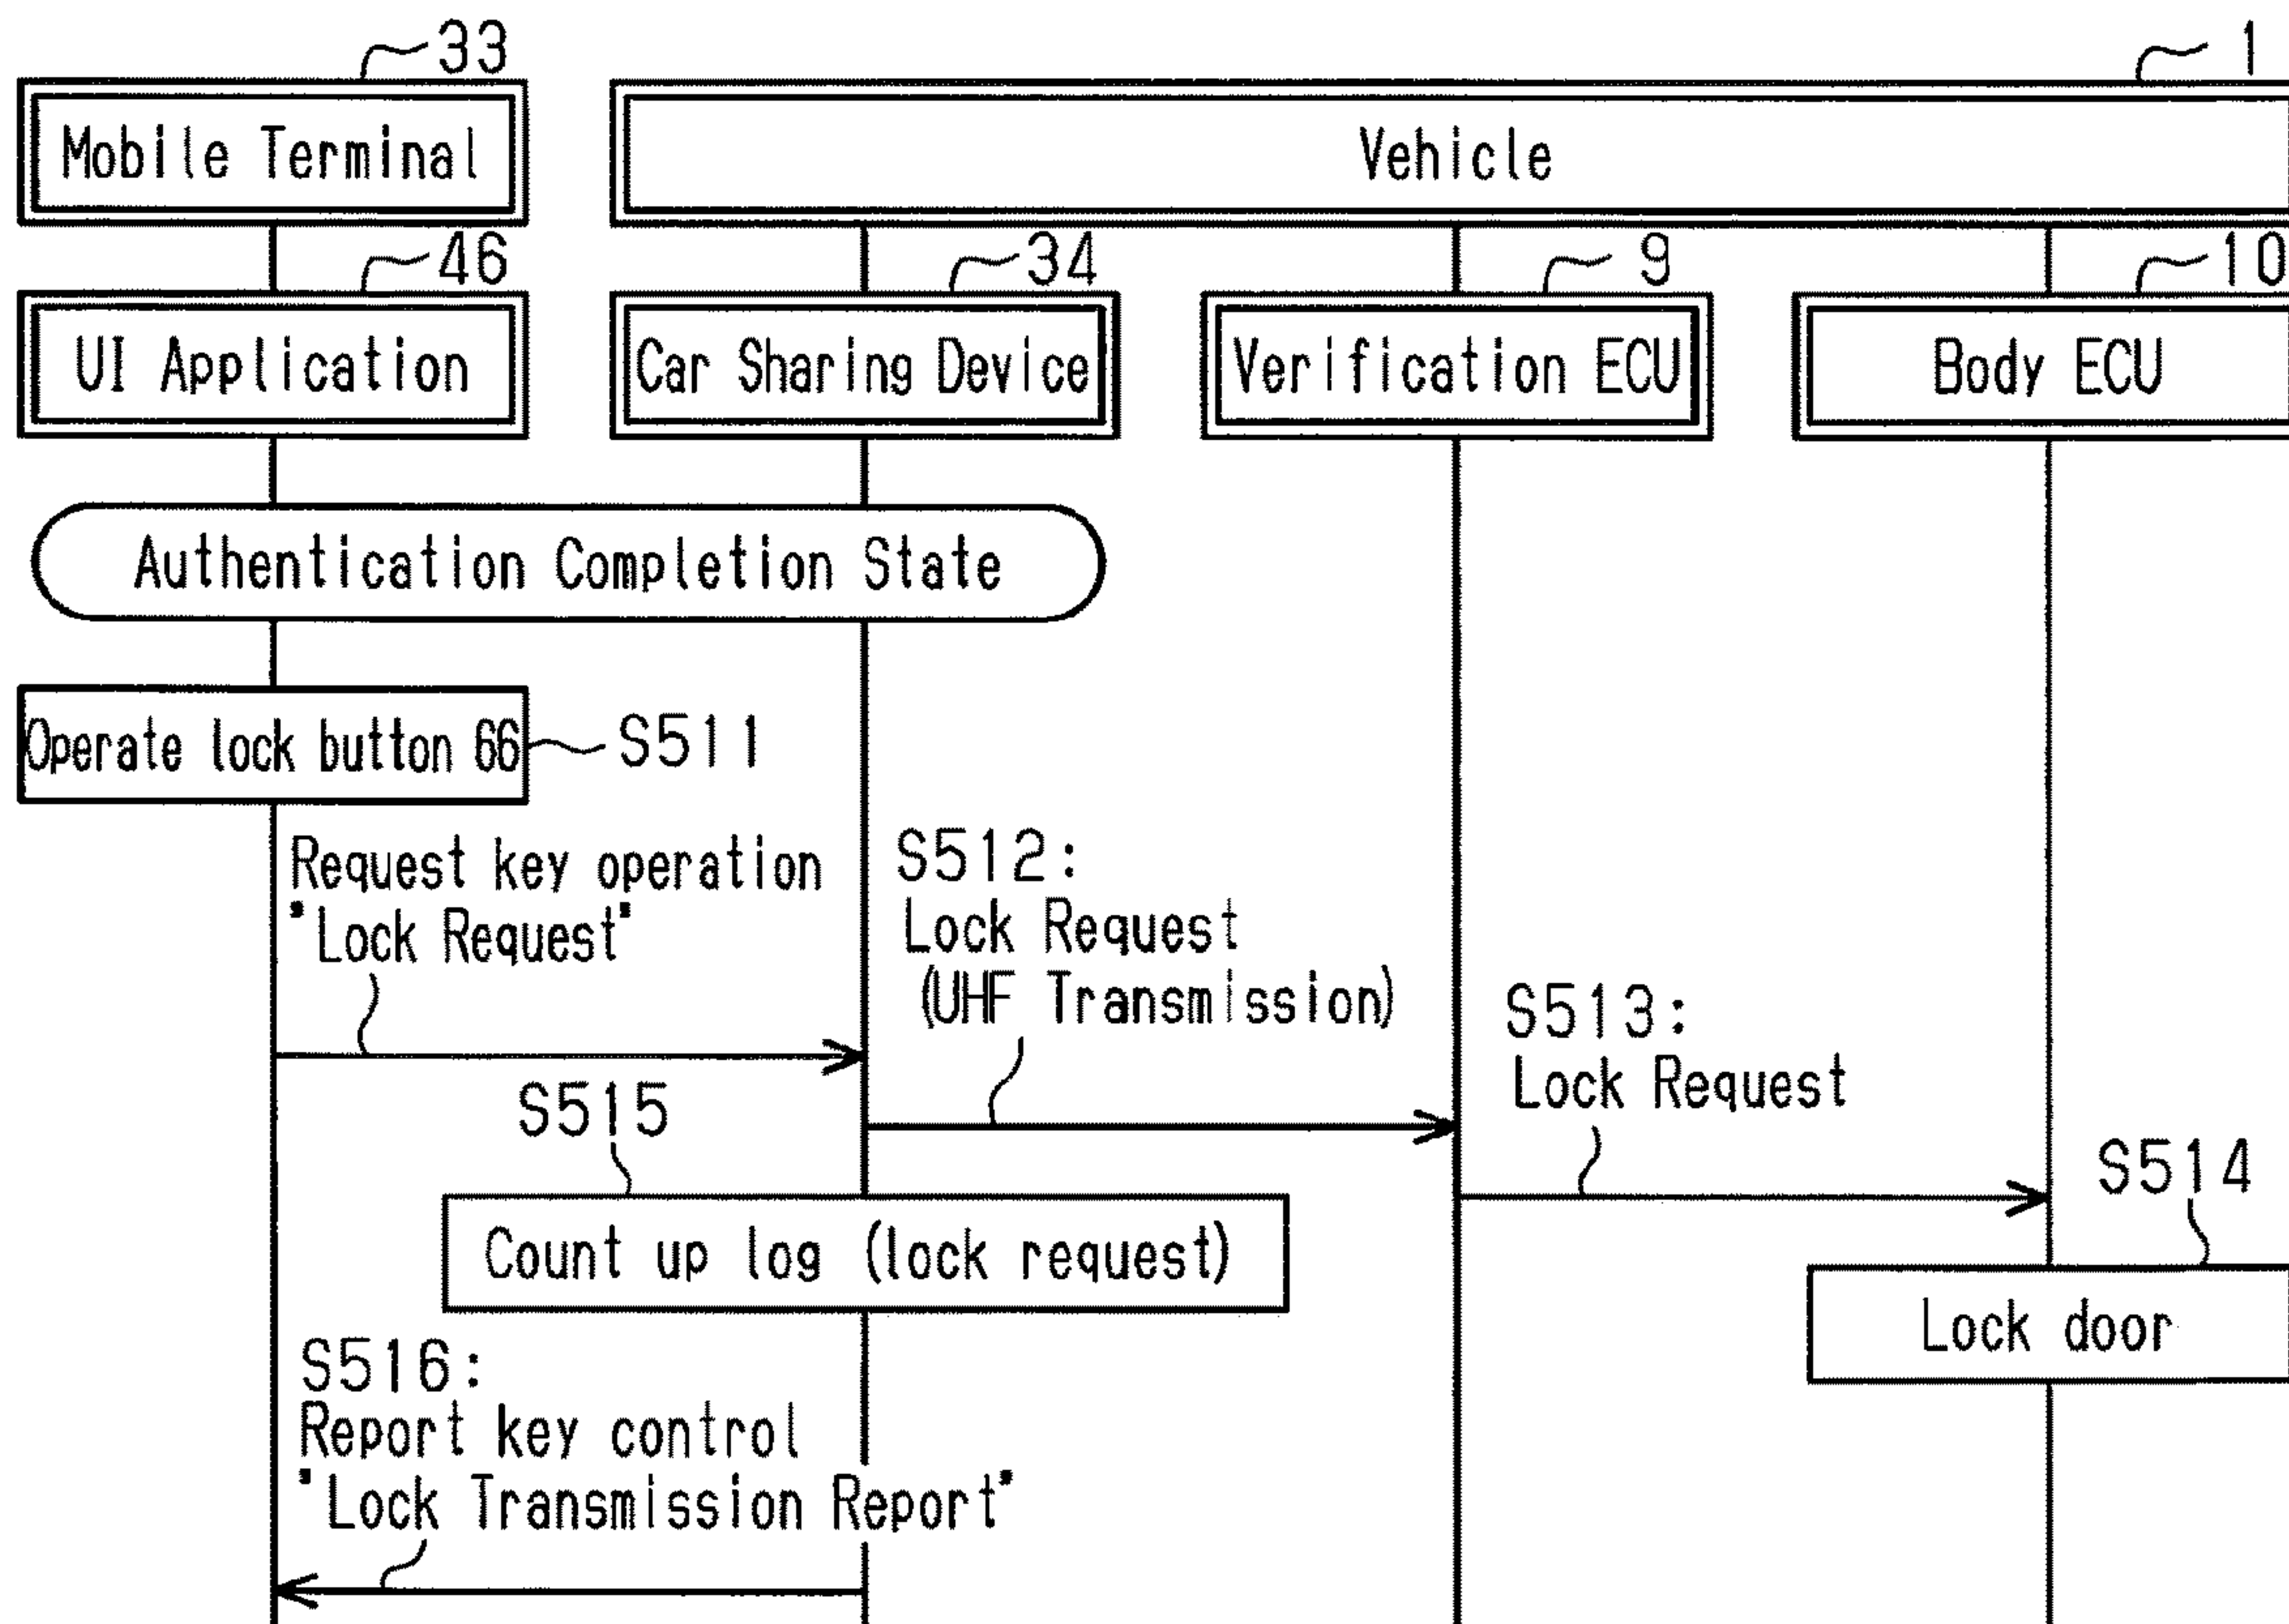 33
1
Mobile Terminal
Vehicle
46
34
9
10
UI Application
Car Sharing Device
Verification ECU
Body ECU
Authentication Completion State
Operate lock button 66
S511
Request key operation
"Lock Request"
S512:
Lock Request
(UHF Transmission)
S513:
Lock Request
S515
S514
Count up log (lock request)
Lock door
S516:
Report key control
"Lock Transmission Report"